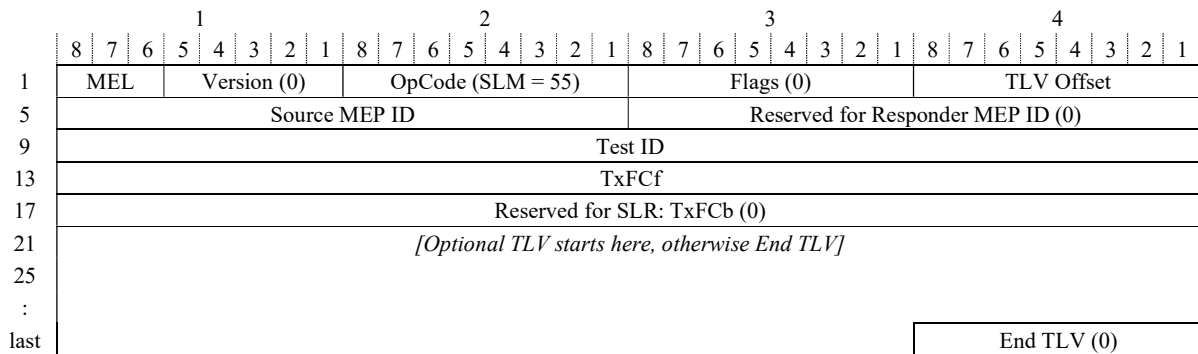 1 2 3 4
8 7 6 5 4 3 2 1 8 7 6 5 4 3 2 1 8 7 6 5 4 3 2 1 8 7 6 5 4 3 2 1
1 MEL Version (0) OpCode (SLM = 55) Flags (0) TLV Offset
5 Source MEP ID Reserved for Responder MEP ID (0)
9 Test ID
13 TxFCf
17 Reserved for SLR: TxFCb (0)
21 [Optional TLV starts here, otherwise End TLV]
25
:
last End TLV (0)